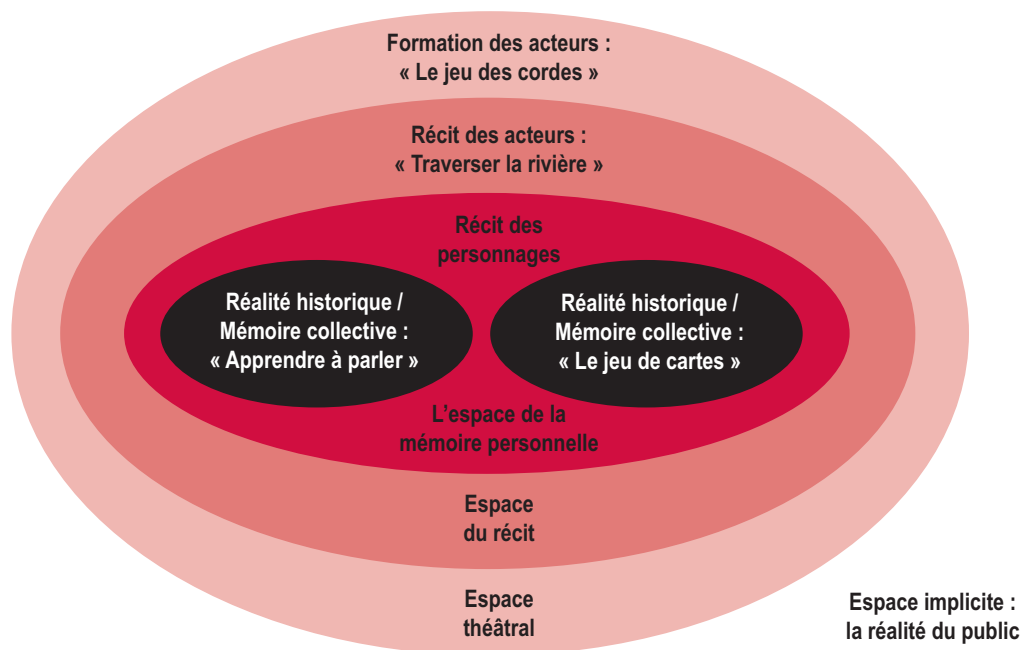 Formation des acteurs :
« Le jeu des cordes »
Récit des acteurs :
« Traverser la rivière »
Récit des
personnages
Réalité historique /
Mémoire collective :
« Apprendre à parler »
Réalité historique /
Mémoire collective :
« Le jeu de cartes »
L’espace de la
mémoire personnelle
Espace
du récit
Espace
théâtral
Espace implicite :
la réalité du public